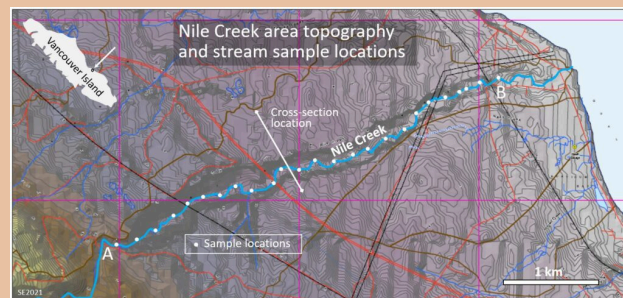 Nile Creek area topography
and stream sample locations
Vancouver Island
Cross-section
location
Nile Creek
B
A
Sample locations
1 km
SE2021